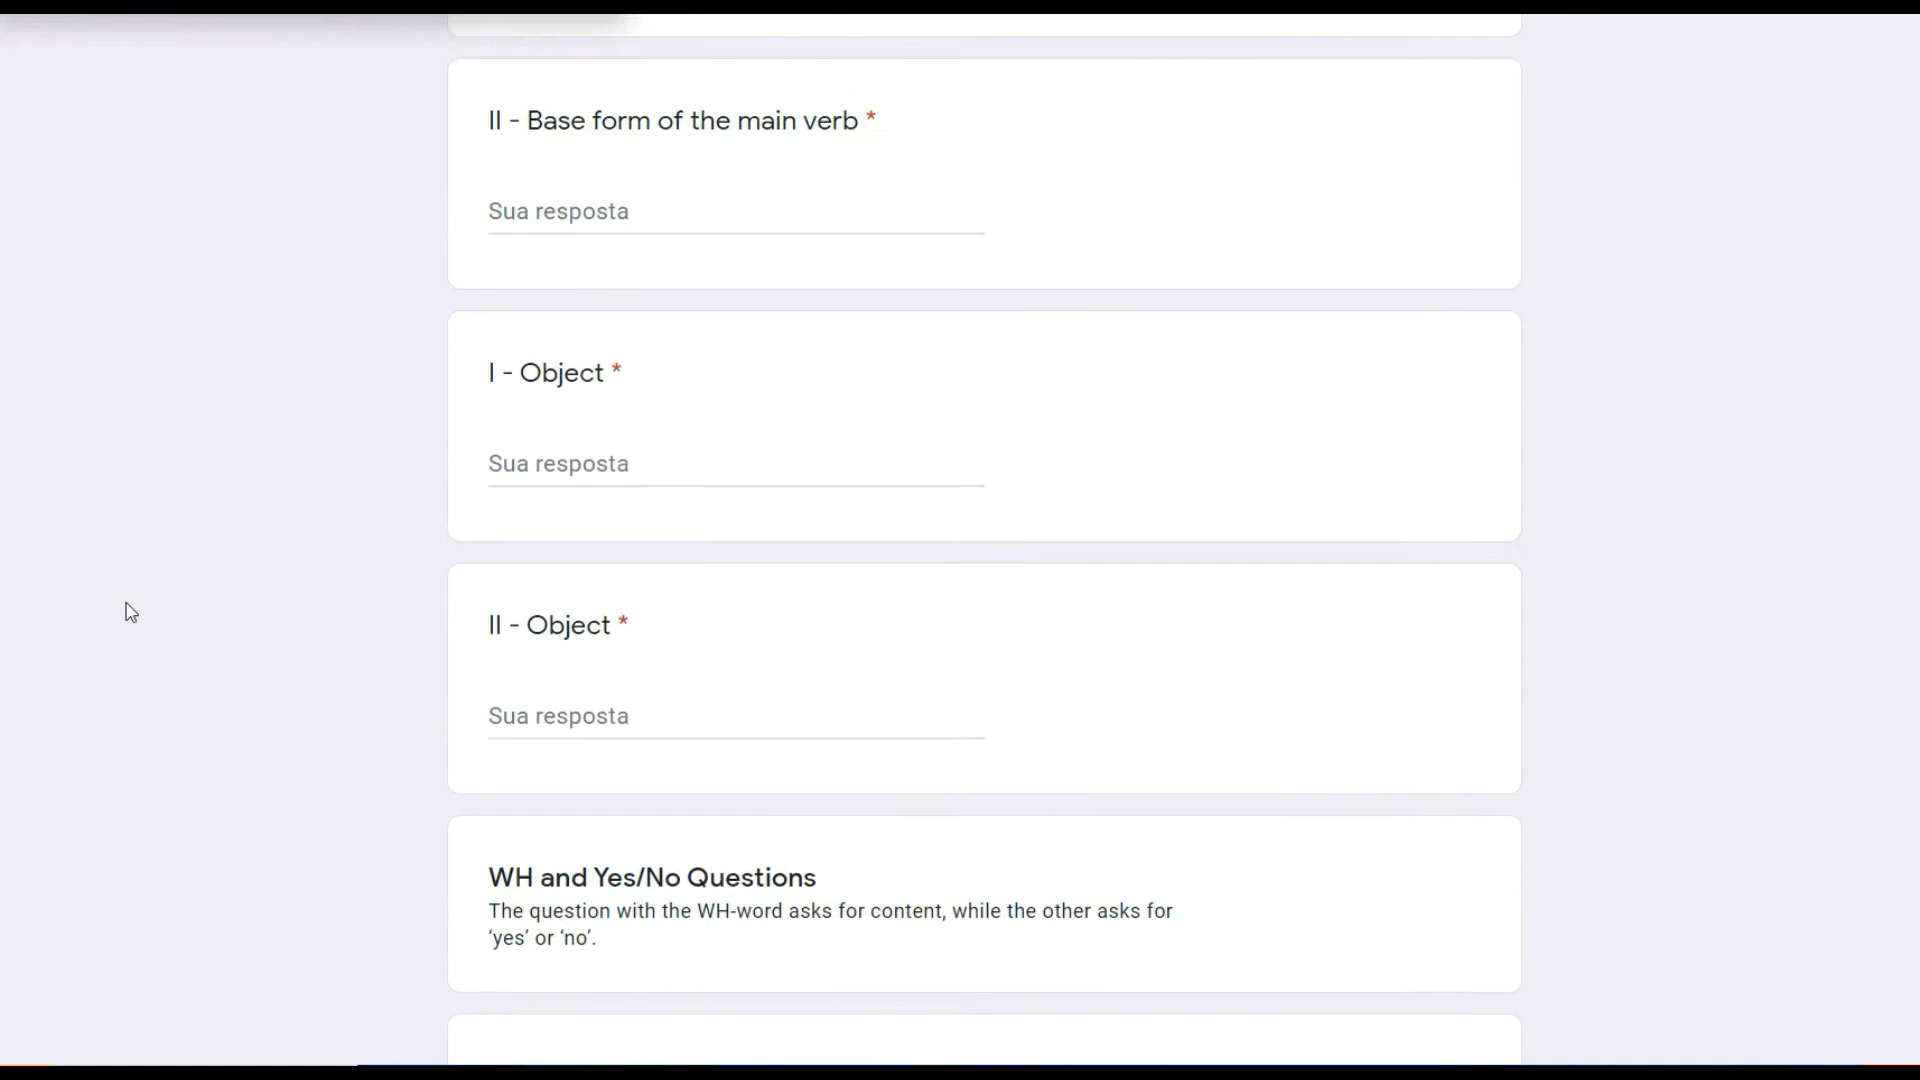 II - Base form of the main verb *
Sua resposta
I - Object *
Sua resposta
II - Object *
Sua resposta
WH and Yes/No Questions
The question with the WH-word asks for content, while the other asks for
‘yes’ or ‘no’.